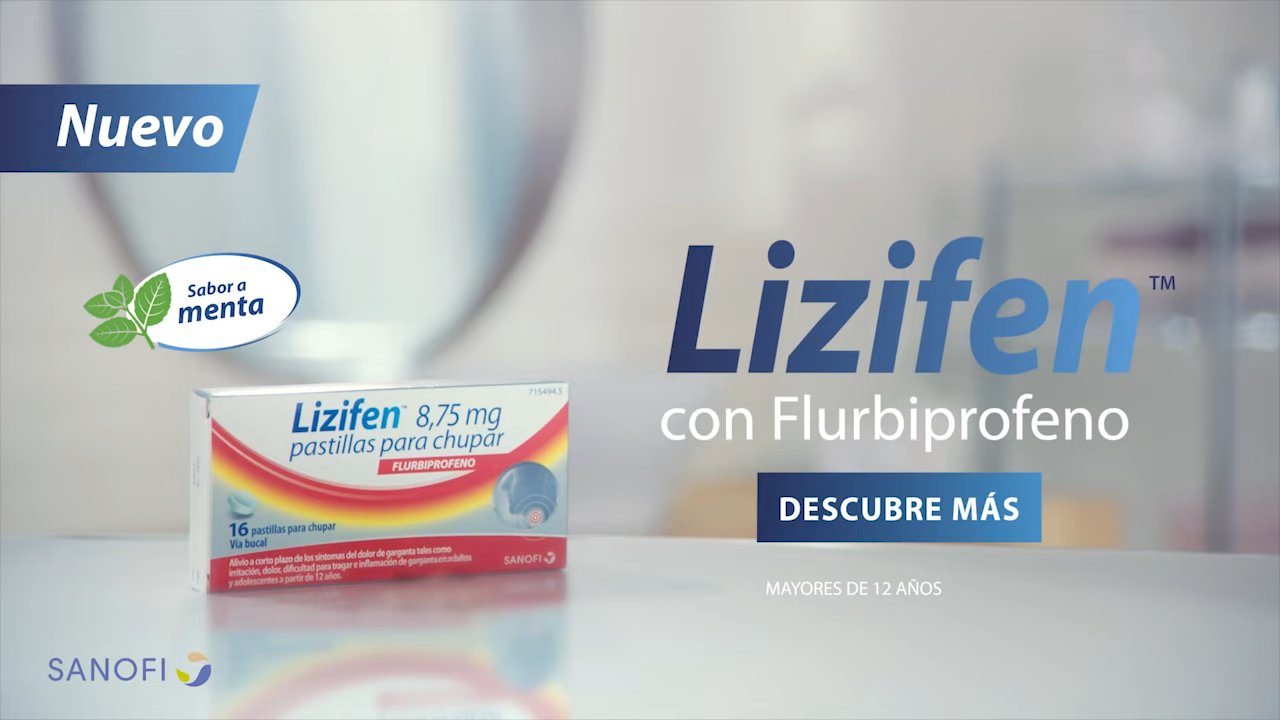 Nuevo
Sabor a
menta
Lizifen™
con Flurbiprofeno
DESCUBRE MÁS
MAYORES DE 12 AÑOS
715494.5
Lizifen™ 8,75 mg
pastillas para chupar
FLURBIPROFENO
16 pastillas para chupar
Vía bucal
Alivio a corto plazo de los síntomas del dolor de garganta tales como
irritación, dolor, dificultad para tragar e inflamación de garganta en adultos
y adolescentes a partir de 12 años.
SANOFI
SANOFI